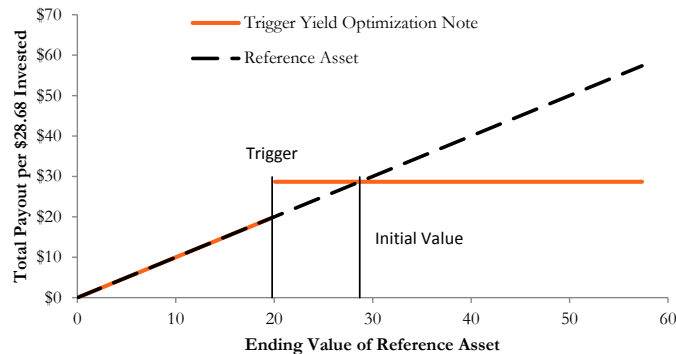 Trigger Yield Optimization Note
Reference Asset
Total Payout per $28.68 Invested
$70
$60
$50
$40
$30
$20
$10
$0
Trigger
Initial Value
0 10 20 30 40 50 60
Ending Value of Reference Asset